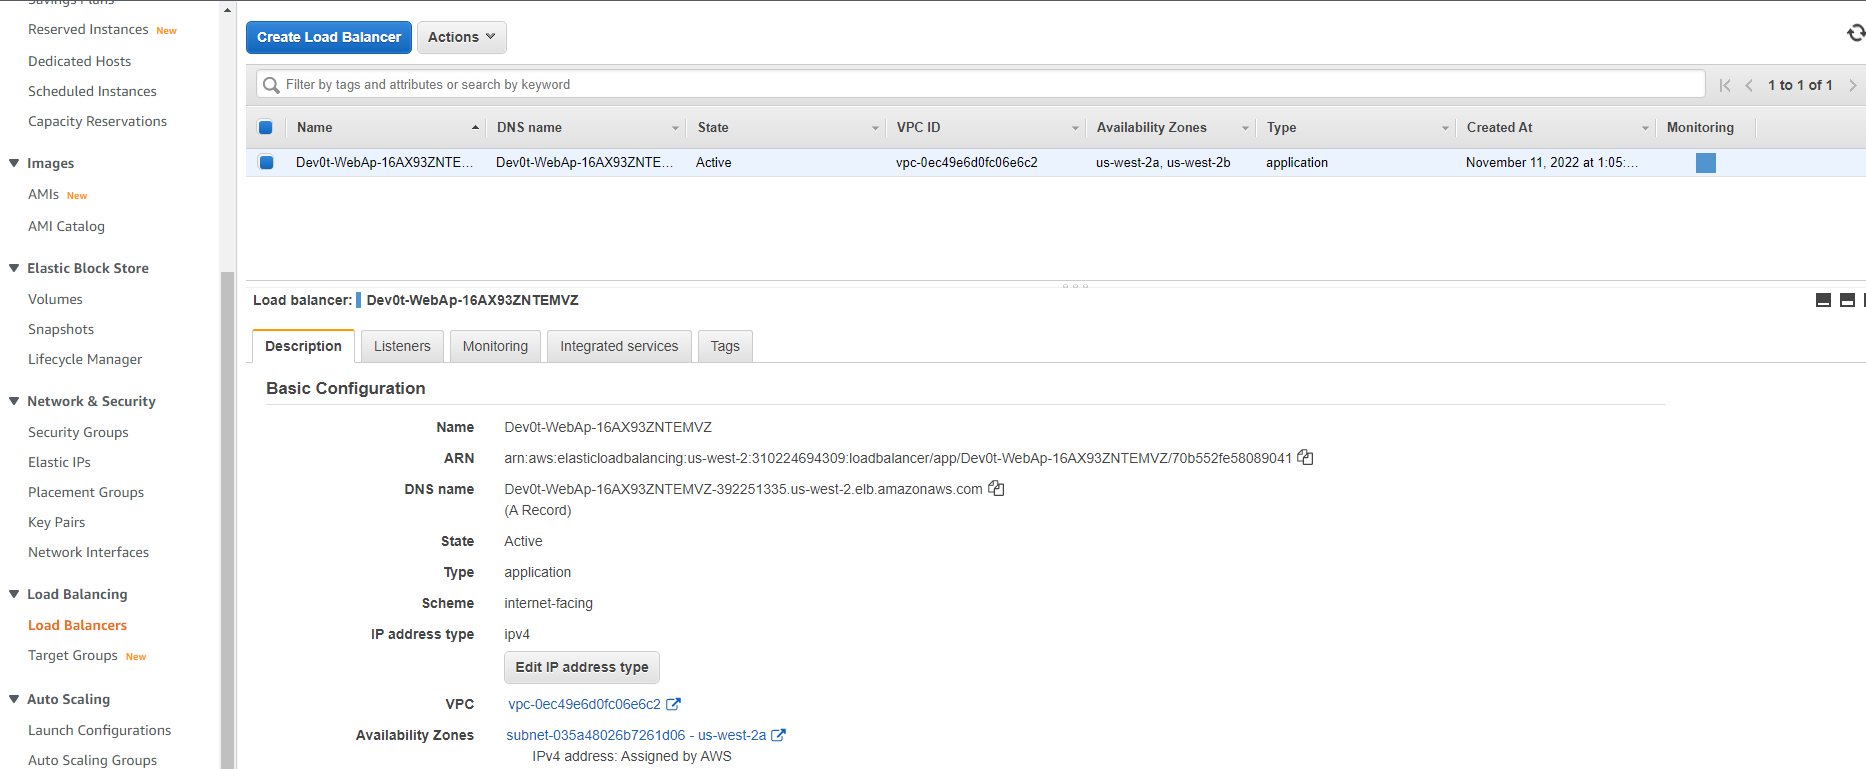 Savings Plans
Reserved Instances New
Dedicated Hosts
Scheduled Instances
Capacity Reservations
Images
AMIs New
AMI Catalog
Elastic Block Store
Volumes
Snapshots
Lifecycle Manager
Network & Security
Security Groups
Elastic IPs
Placement Groups
Key Pairs
Network Interfaces
Load Balancing
Load Balancers
Target Groups New
Auto Scaling
Launch Configurations
Auto Scaling Groups
Create Load Balancer Actions
Filter by tags and attributes or search by keyword 1 to 1 of 1
Name DNS name State VPC ID Availability Zones Type Created At Monitoring
Dev0t-WebAp-16AX93ZNTE... Dev0t-WebAp-16AX93ZNTE... Active vpc-0ec49e6d0fc06e6c2 us-west-2a, us-west-2b application November 11, 2022 at 1:05:...
Load balancer: Dev0t-WebAp-16AX93ZNTEMVZ
Description Listeners Monitoring Integrated services Tags
Basic Configuration
Name Dev0t-WebAp-16AX93ZNTEMVZ
ARN arn:aws:elasticloadbalancing:us-west-2:310224694309:loadbalancer/app/Dev0t-WebAp-16AX93ZNTEMVZ/70b552fe58089041
DNS name Dev0t-WebAp-16AX93ZNTEMVZ-392251335.us-west-2.elb.amazonaws.com
(A Record)
State Active
Type application
Scheme internet-facing
IP address type ipv4
Edit IP address type
VPC vpc-0ec49e6d0fc06e6c2
Availability Zones subnet-035a48026b7261d06 - us-west-2a
IPv4 address: Assigned by AWS